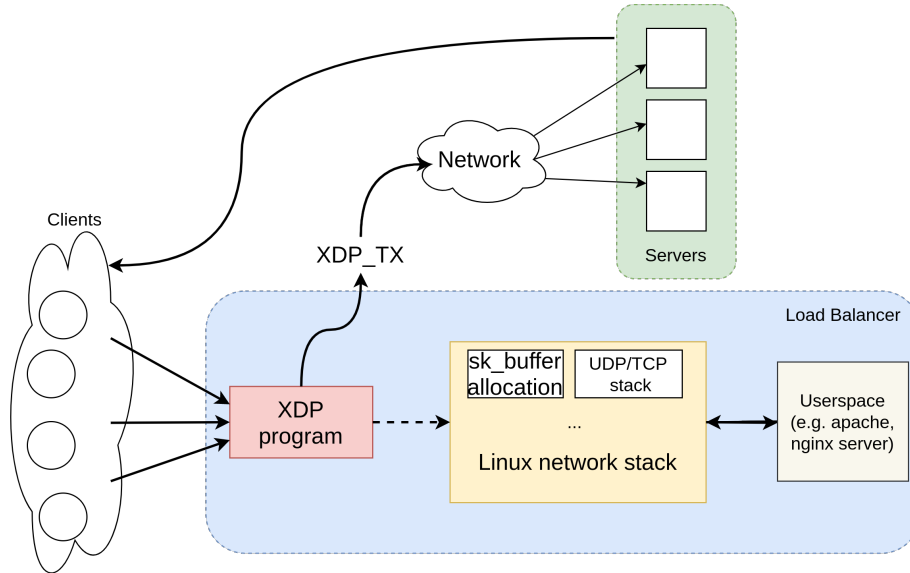 Network
Servers
Clients
XDP_TX
Load Balancer
sk_buffer
allocation
UDP/TCP
stack
XDP
program
...
Linux network stack
Userspace
(e.g. apache,
nginx server)